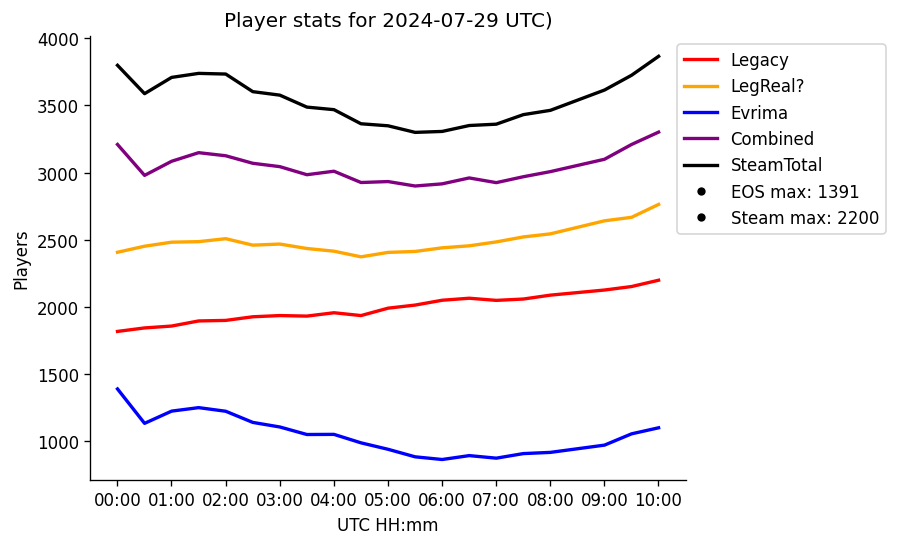 Player stats for 2024-07-29 UTC)
4000
3500
3000
2500
2000
1500
1000
Players
00:00 01:00 02:00 03:00 04:00 05:00 06:00 07:00 08:00 09:00 10:00
UTC HH:mm
Legacy
LegReal?
Evrima
Combined
SteamTotal
EOS max: 1391
Steam max: 2200